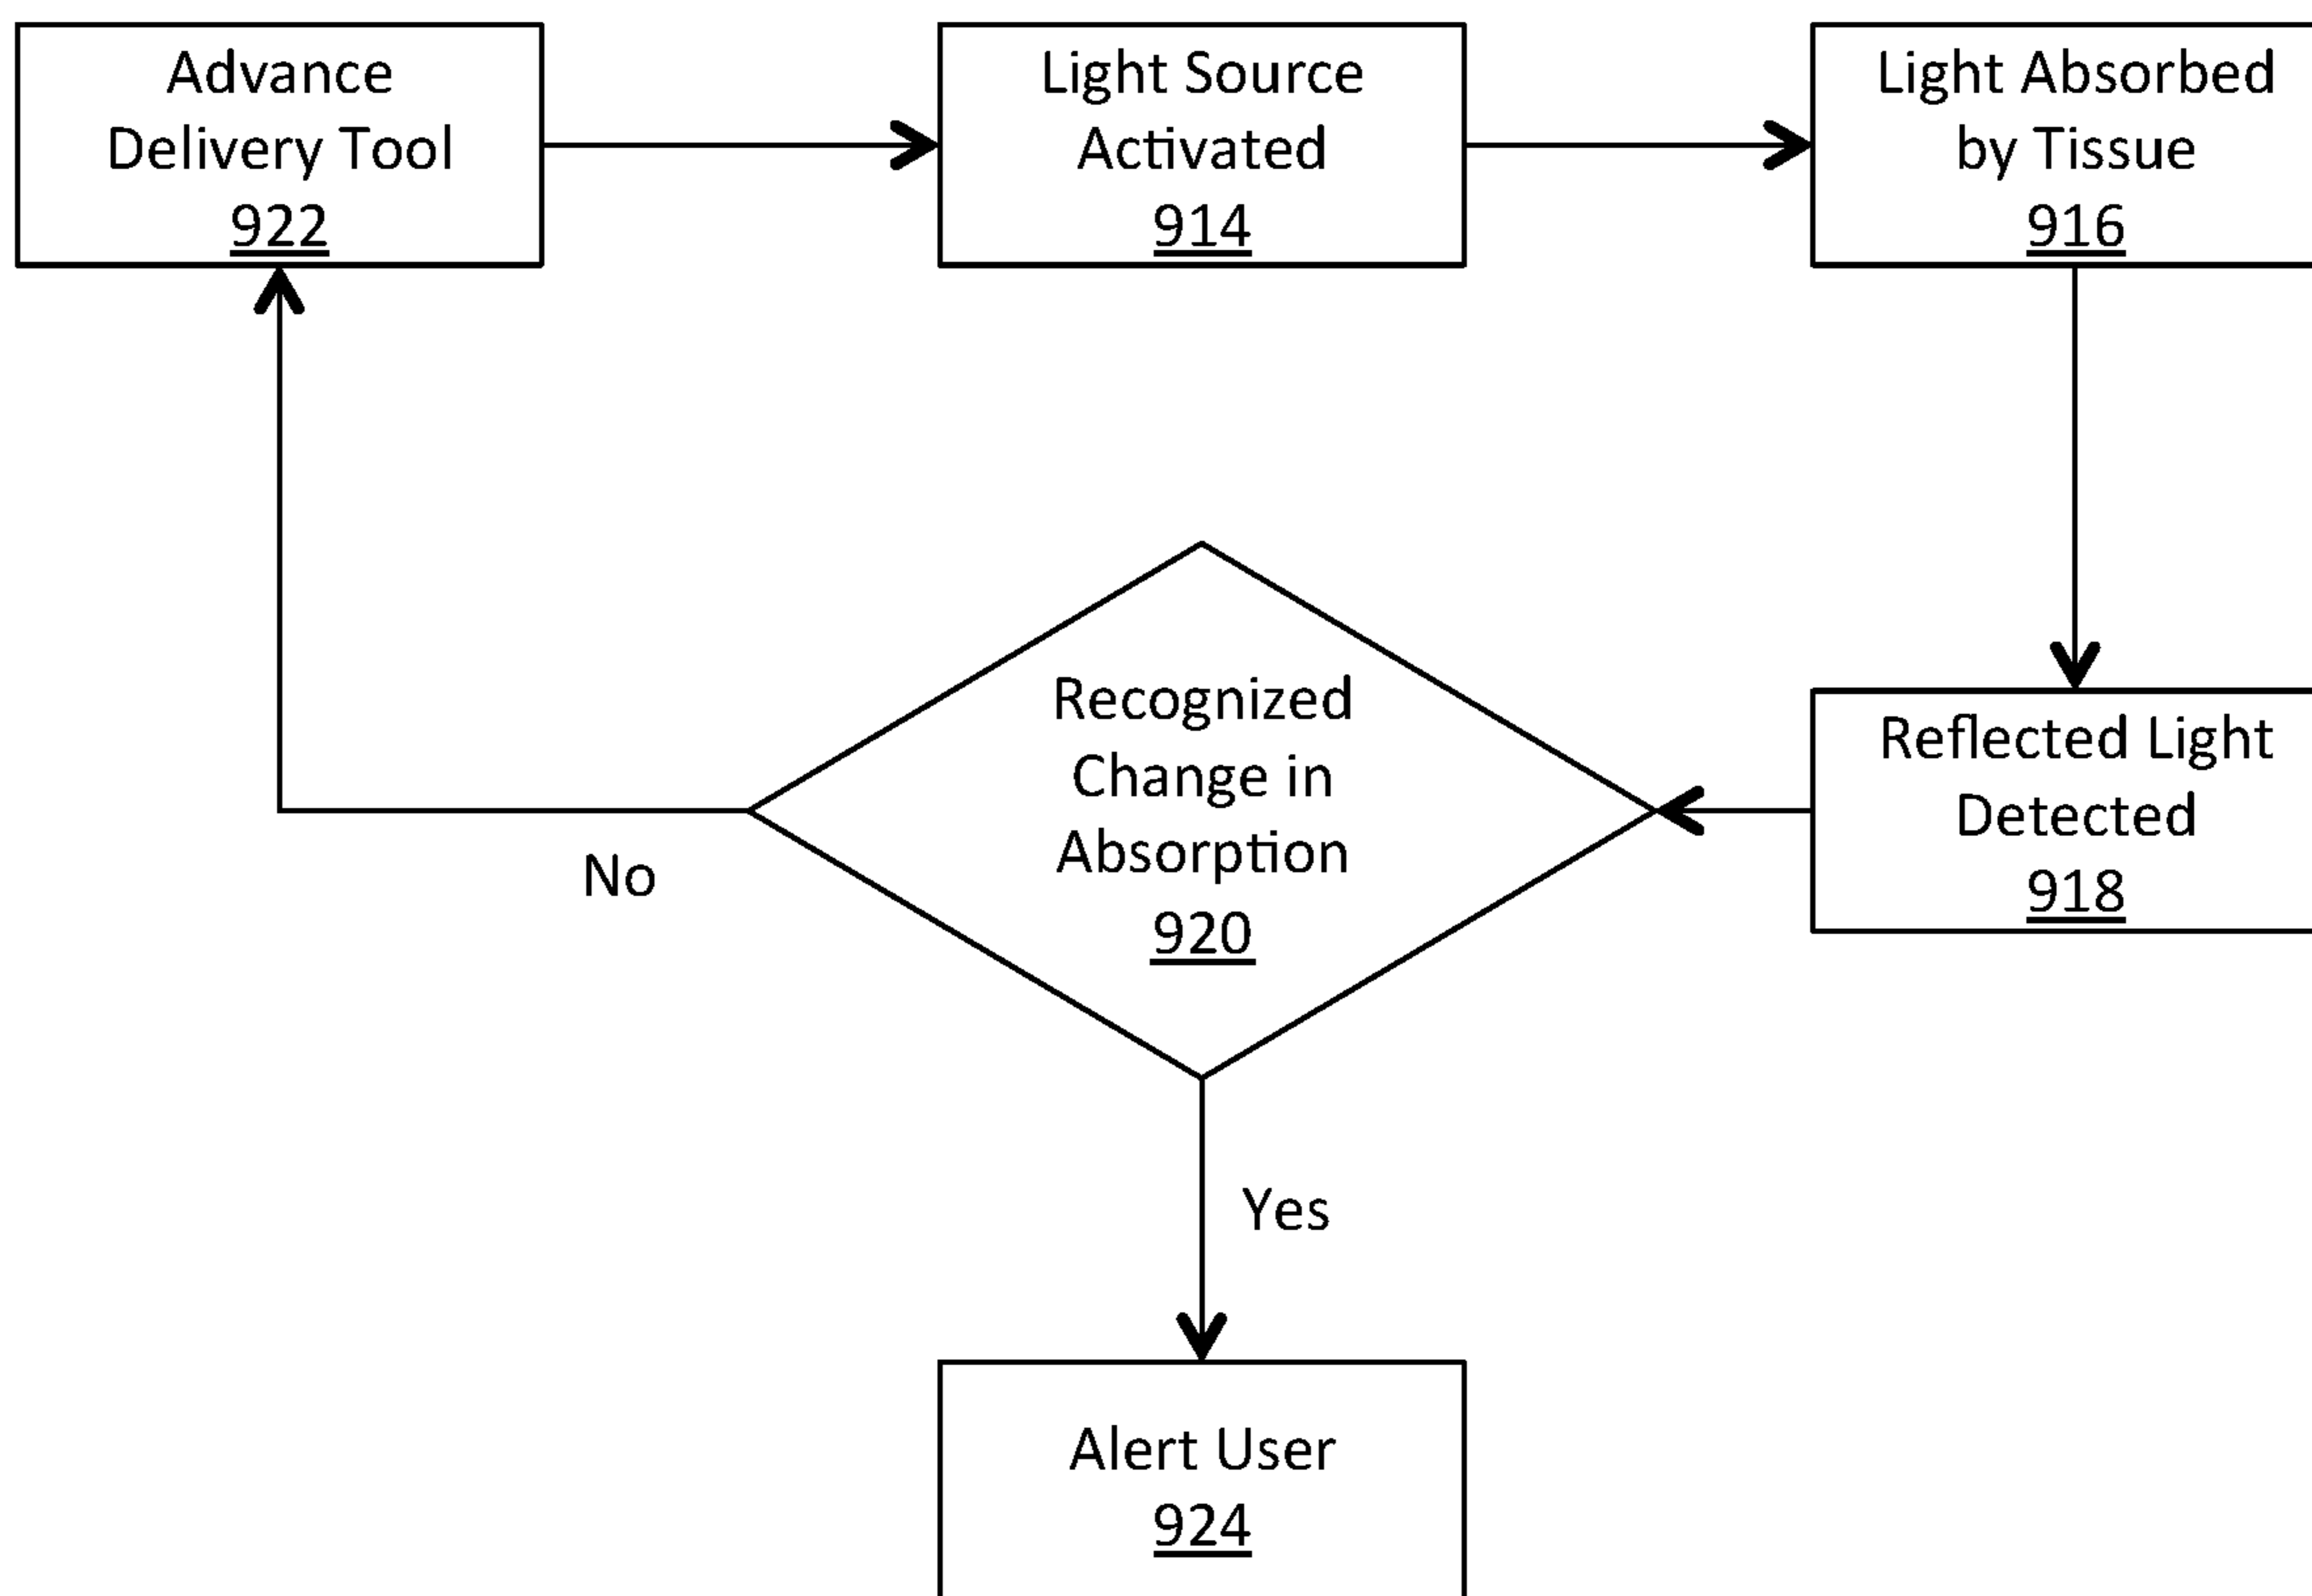 Advance
Delivery Tool
922
Light Source
Activated
914
Light Absorbed
by Tissue
916
Recognized
Change in
Absorption
920
Reflected Light
Detected
918
No
Yes
Alert User
924